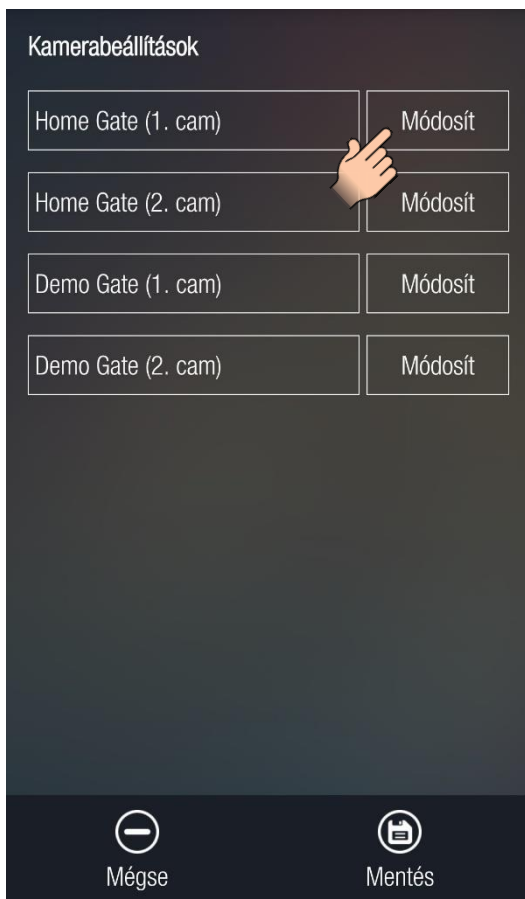 Kamerabeállítások
Home Gate (1. cam) Módosít
Home Gate (2. cam) Módosít
Demo Gate (1. cam) Módosít
Demo Gate (2. cam) Módosít
Mégse Mentés